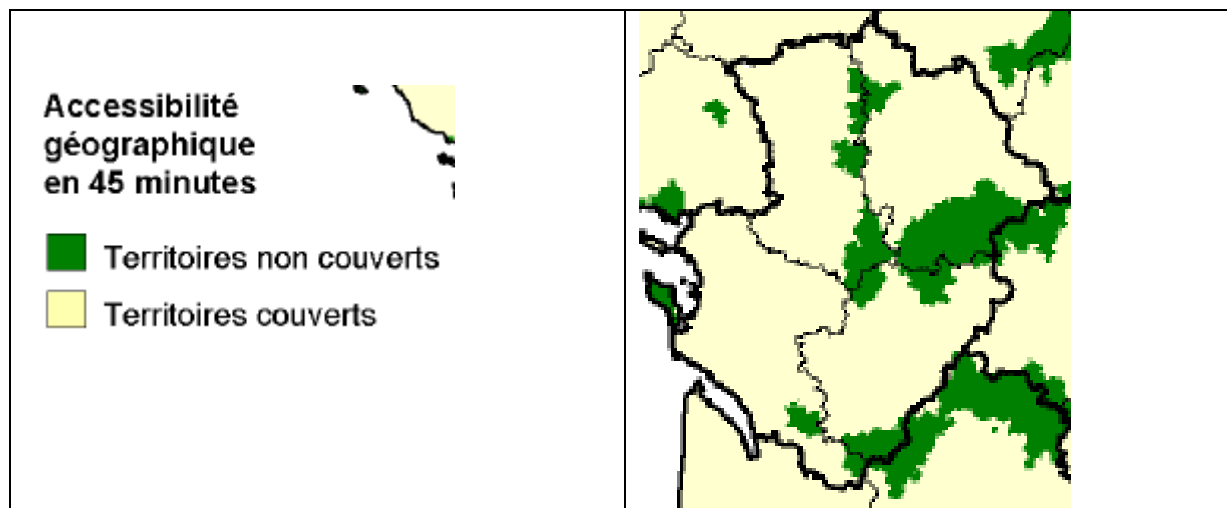 Accessibilité
géographique
en 45 minutes
Territoires non couverts
Territoires couverts